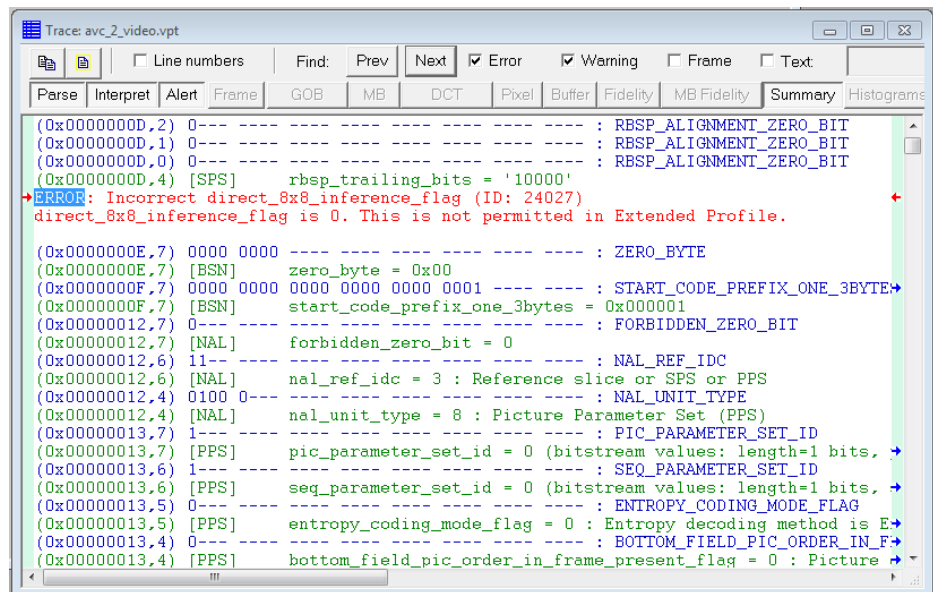 Trace: avc_2_video.vpt
Line numbers Find: Prev Next Error Warning Frame Text:
Parse Interpret Alert Frame GOB MB DCT Pixel Buffer Fidelity MB Fidelity Summary Histograms
(0x0000000D,2) 0--- ---- ---- ---- ---- ---- ---- ---- : RBSP_ALIGNMENT_ZERO_BIT
(0x0000000D,1) 0--- ---- ---- ---- ---- ---- ---- ---- : RBSP_ALIGNMENT_ZERO_BIT
(0x0000000D,0) 0--- ---- ---- ---- ---- ---- ---- ---- : RBSP_ALIGNMENT_ZERO_BIT
(0x0000000D,4) [SPS] rbsp_trailing_bits = '10000'
ERROR: Incorrect direct_8x8_inference_flag (ID: 24027)
direct_8x8_inference_flag is 0. This is not permitted in Extended Profile.
(0x0000000E,7) 0000 0000 ---- ---- ---- ---- ---- ---- : ZERO_BYTE
(0x0000000E,7) [BSN] zero_byte = 0x00
(0x0000000F,7) 0000 0000 0000 0000 0000 0001 ---- ---- : START_CODE_PREFIX_ONE_3BYTES
(0x0000000F,7) [BSN] start_code_prefix_one_3bytes = 0x000001
(0x00000012,7) 0--- ---- ---- ---- ---- ---- ---- ---- : FORBIDDEN_ZERO_BIT
(0x00000012,7) [NAL] forbidden_zero_bit = 0
(0x00000012,6) 11-- ---- ---- ---- ---- ---- ---- ---- : NAL_REF_IDC
(0x00000012,6) [NAL] nal_ref_idc = 3 : Reference slice or SPS or PPS
(0x00000012,4) 0100 0--- ---- ---- ---- ---- ---- ---- : NAL_UNIT_TYPE
(0x00000012,4) [NAL] nal_unit_type = 8 : Picture Parameter Set (PPS)
(0x00000013,7) 1--- ---- ---- ---- ---- ---- ---- ---- : PIC_PARAMETER_SET_ID
(0x00000013,7) [PPS] pic_parameter_set_id = 0 (bitstream values: length=1 bits,
(0x00000013,6) 1--- ---- ---- ---- ---- ---- ---- ---- : SEQ_PARAMETER_SET_ID
(0x00000013,6) [PPS] seq_parameter_set_id = 0 (bitstream values: length=1 bits,
(0x00000013,5) 0--- ---- ---- ---- ---- ---- ---- ---- : ENTROPY_CODING_MODE_FLAG
(0x00000013,5) [PPS] entropy_coding_mode_flag = 0 : Entropy decoding method is E
(0x00000013,4) 0--- ---- ---- ---- ---- ---- ---- ---- : BOTTOM_FIELD_PIC_ORDER_IN_F
(0x00000013,4) [PPS] bottom_field_pic_order_in_frame_present_flag = 0 : Picture